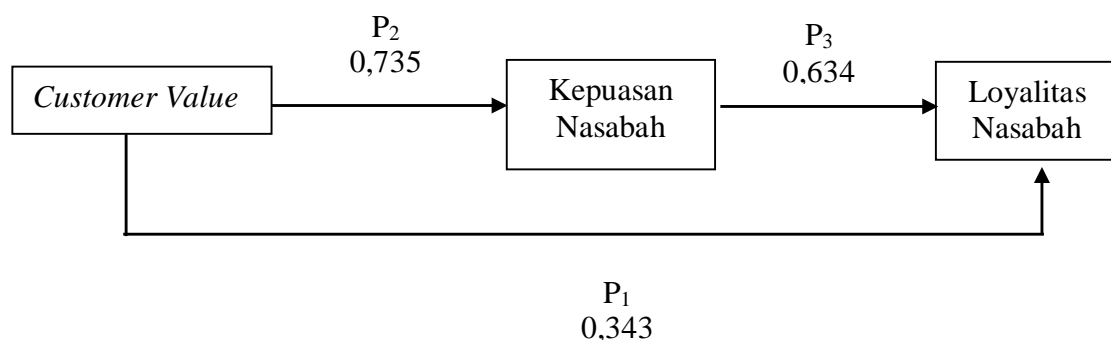 P₂
0,735
P₃
0,634
Customer Value
Kepuasan
Nasabah
Loyalitas
Nasabah
P₁
0,343